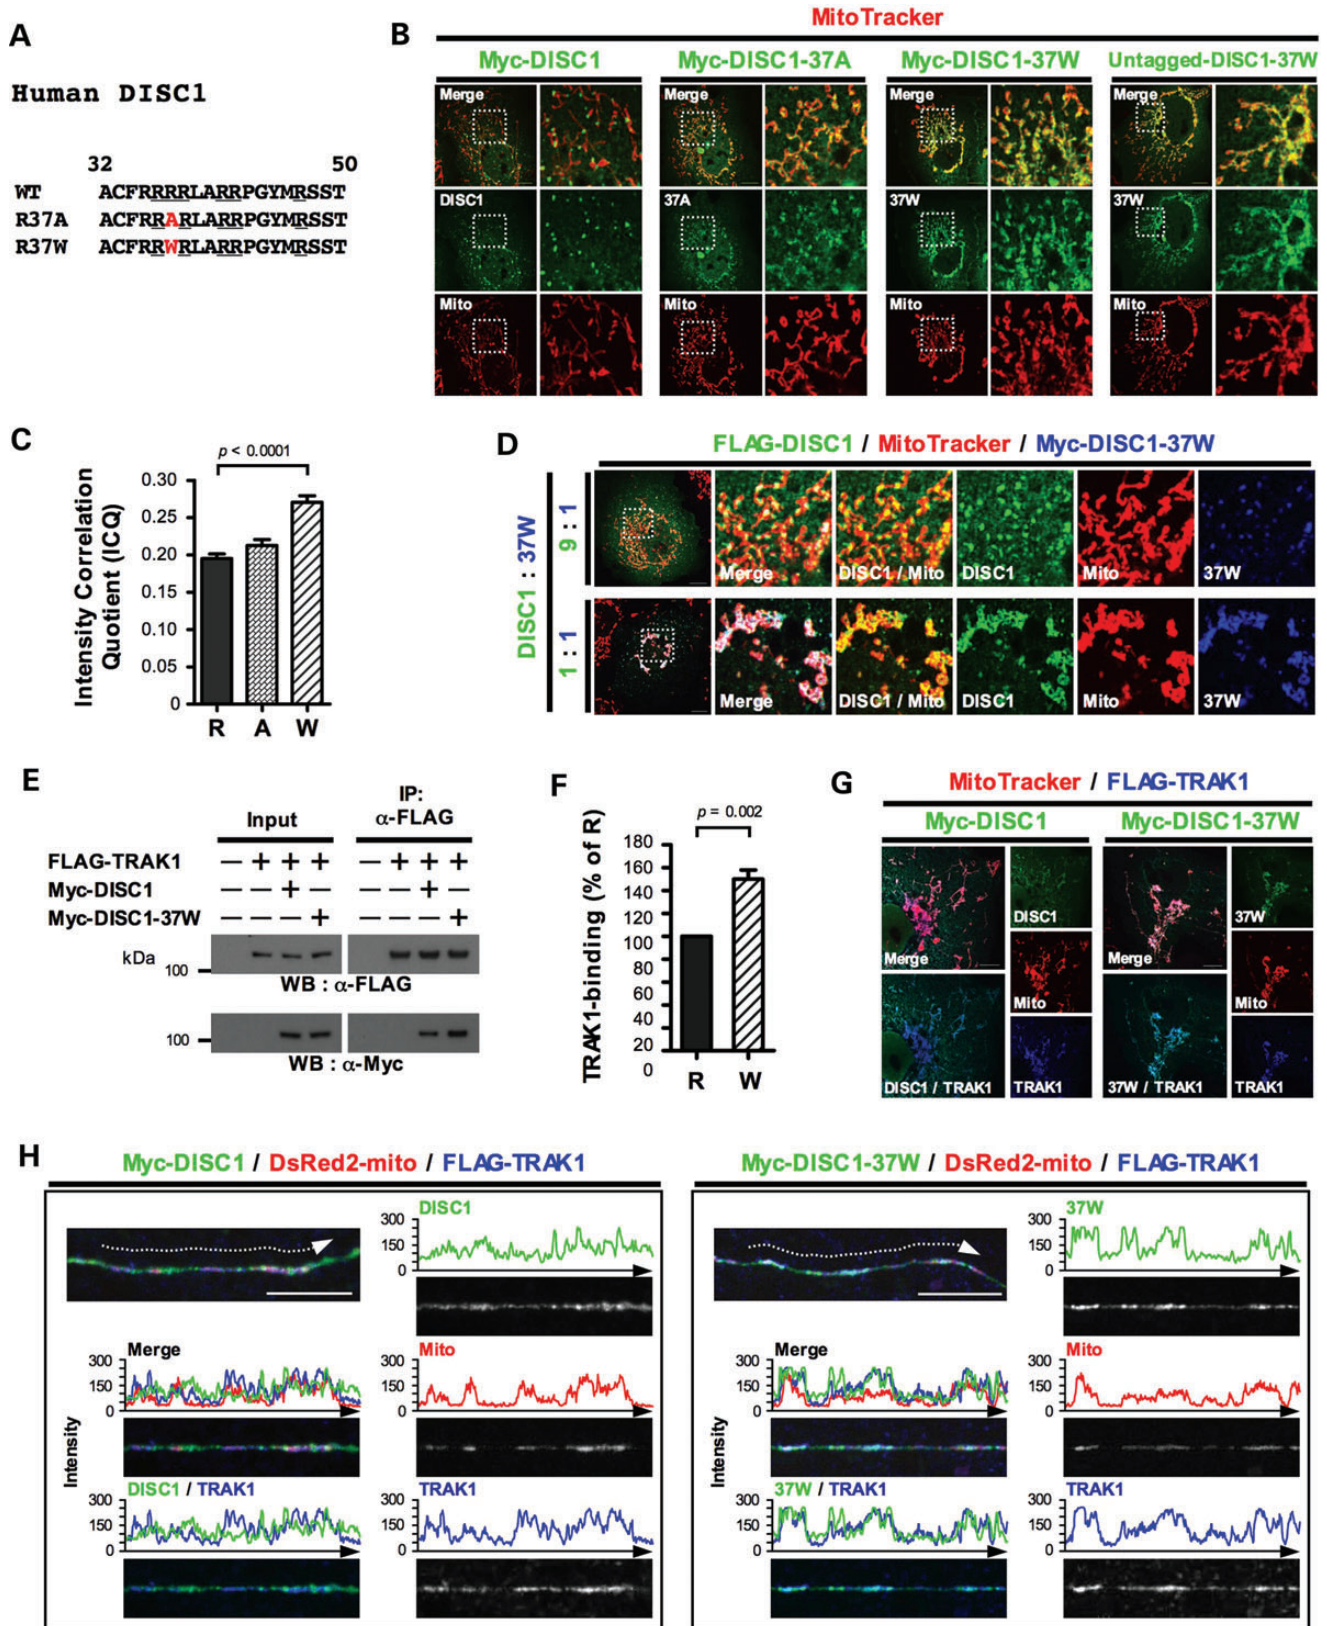 A
Human DISC1
32 50
WT ACFRRRRLARRPGYMRSST
R37A ACFRRARLARRPGYMRSST
R37W ACFRRWRLARRPGYMRSST
B
MitoTracker
Myc-DISC1 Myc-DISC1-37A Myc-DISC1-37W Untagged-DISC1-37W
Merge Merge Merge Merge
DISC1 37A 37W 37W
Mito Mito Mito Mito
C
p < 0.0001
Intensity Correlation
Quotient (ICQ)
0.30
0.25
0.20
0.15
0.10
0.05
0
R A W
D
FLAG-DISC1 / MitoTracker / Myc-DISC1-37W
DISC1 : 37W
9 : 1
Merge DISC1 / Mito DISC1 Mito 37W
1 : 1
Merge DISC1 / Mito DISC1 Mito 37W
E
IP:
Input α-FLAG
FLAG-TRAK1 — + + + — + + +
Myc-DISC1 — — + — — — + —
Myc-DISC1-37W — — — + — — — +
kDa
100
WB : α-FLAG
100
WB : α-Myc
F
p = 0.002
TRAK1-binding (% of R)
180
160
140
120
100
80
60
40
20
0
R W
G
MitoTracker / FLAG-TRAK1
Myc-DISC1 Myc-DISC1-37W
DISC1 37W
Merge Mito Merge Mito
DISC1 / TRAK1 TRAK1 37W / TRAK1 TRAK1
H
Myc-DISC1 / DsRed2-mito / FLAG-TRAK1
DISC1
300
150
0
Merge
300
150
0
Mito
300
150
0
Intensity
DISC1 / TRAK1
300
150
0
TRAK1
300
150
0
Myc-DISC1-37W / DsRed2-mito / FLAG-TRAK1
37W
300
150
0
Merge
300
150
0
Mito
300
150
0
Intensity
37W / TRAK1
300
150
0
TRAK1
300
150
0